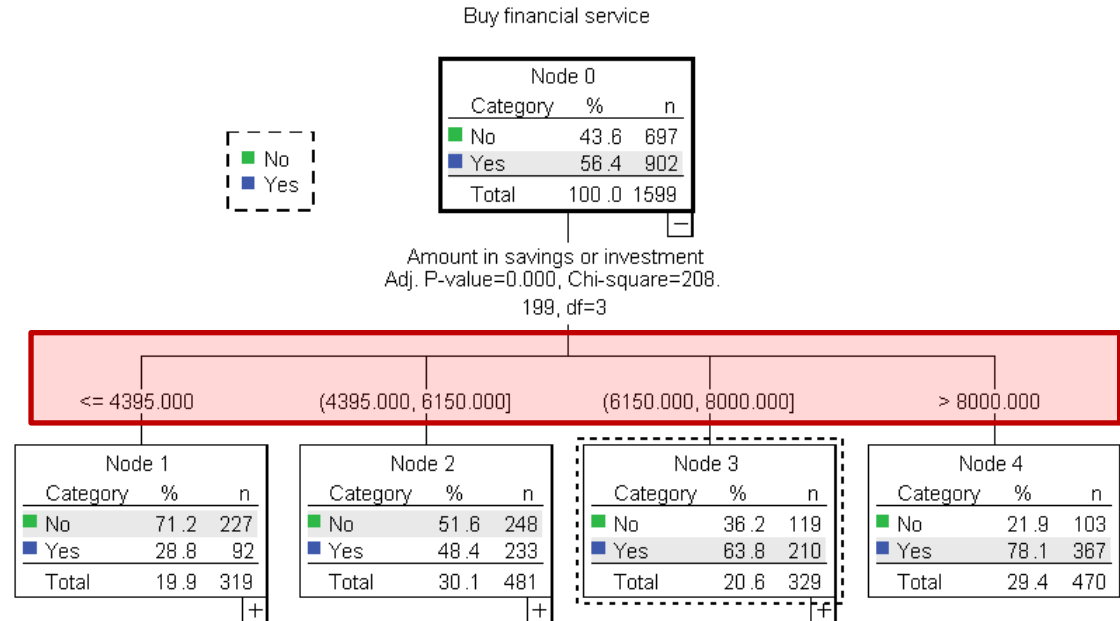 Buy financial service
Node 0
Category % n
No 43.6 697
Yes 56.4 902
Total 100.0 1599
No
Yes
Amount in savings or investment
Adj. P-value=0.000, Chi-square=208.
199, df=3
<= 4395.000
(4395.000, 6150.000]
(6150.000, 8000.000]
> 8000.000
Node 1
Category % n
No 71.2 227
Yes 28.8 92
Total 19.9 319
Node 2
Category % n
No 51.6 248
Yes 48.4 233
Total 30.1 481
Node 3
Category % n
No 36.2 119
Yes 63.8 210
Total 20.6 329
Node 4
Category % n
No 21.9 103
Yes 78.1 367
Total 29.4 470